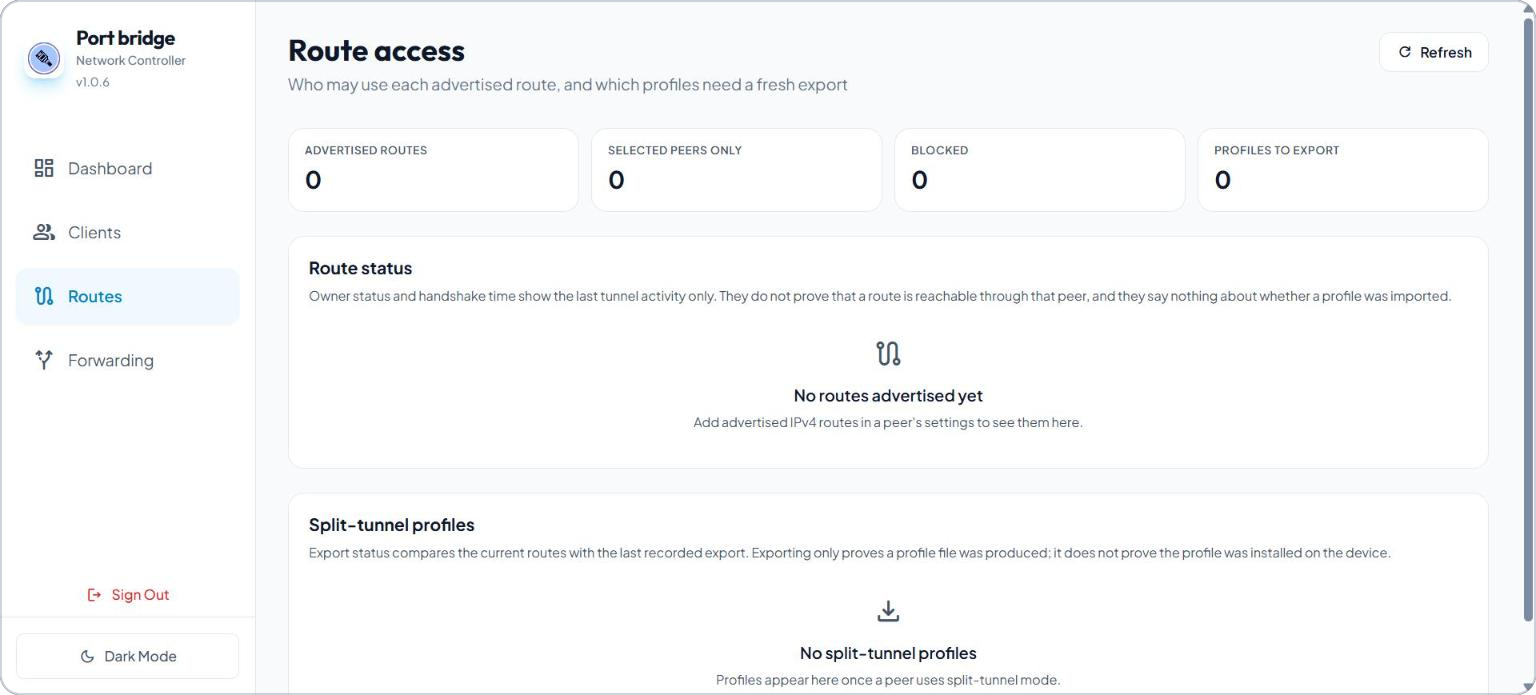 Port bridge
Network Controller
v1.0.6
Dashboard
Clients
Routes
Forwarding
Sign Out
Dark Mode
Route access
Who may use each advertised route, and which profiles need a fresh export
Refresh
ADVERTISED ROUTES
0
SELECTED PEERS ONLY
0
BLOCKED
0
PROFILES TO EXPORT
0
Route status
Owner status and handshake time show the last tunnel activity only. They do not prove that a route is reachable through that peer, and they say nothing about whether a profile was imported.
No routes advertised yet
Add advertised IPv4 routes in a peer's settings to see them here.
Split-tunnel profiles
Export status compares the current routes with the last recorded export. Exporting only proves a profile file was produced; it does not prove the profile was installed on the device.
No split-tunnel profiles
Profiles appear here once a peer uses split-tunnel mode.